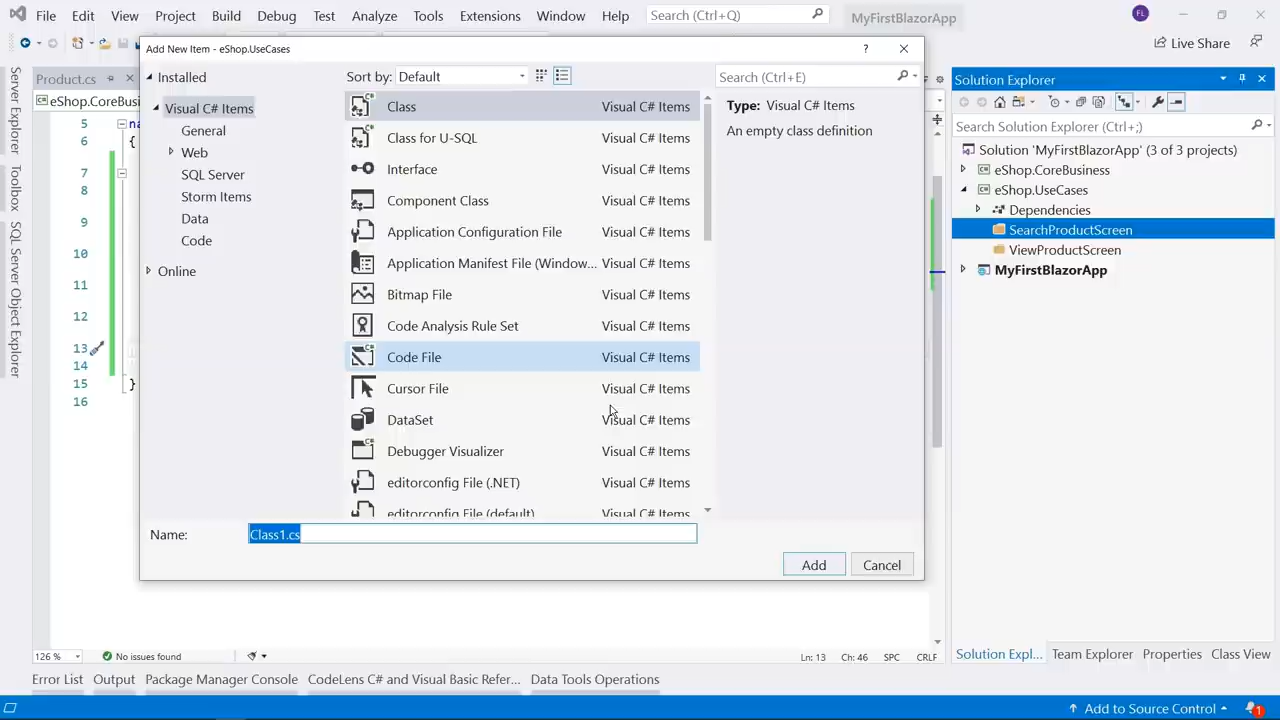 File Edit View Project Build Debug Test Analyze Tools Extensions Window Help Search (Ctrl+Q) MyFirstBlazorApp FL
Live Share
Add New Item - eShop.UseCases ?
Server Explorer
Toolbox
SQL Server Object Explorer
Product.cs
eShop.CoreBusi
5 na
6 {
7
8
9
10
11
12
13
14
15 }
16
Installed
Visual C# Items
General
Web
SQL Server
Storm Items
Data
Code
Online
Sort by: Default
Class Visual C# Items
Class for U-SQL Visual C# Items
Interface Visual C# Items
Component Class Visual C# Items
Application Configuration File Visual C# Items
Application Manifest File (Window... Visual C# Items
Bitmap File Visual C# Items
Code Analysis Rule Set Visual C# Items
Code File Visual C# Items
Cursor File Visual C# Items
DataSet Visual C# Items
Debugger Visualizer Visual C# Items
editorconfig File (.NET) Visual C# Items
editorconfig File (default) Visual C# Items
Search (Ctrl+E)
Type: Visual C# Items
An empty class definition
Name: Class1.cs
Add Cancel
Solution Explorer
Search Solution Explorer (Ctrl+;)
Solution 'MyFirstBlazorApp' (3 of 3 projects)
eShop.CoreBusiness
eShop.UseCases
Dependencies
SearchProductScreen
ViewProductScreen
MyFirstBlazorApp
126 % No issues found Ln: 13 Ch: 46 SPC CRLF
Solution Expl... Team Explorer Properties Class View
Error List Output Package Manager Console CodeLens C# and Visual Basic Refer... Data Tools Operations
Add to Source Control 1